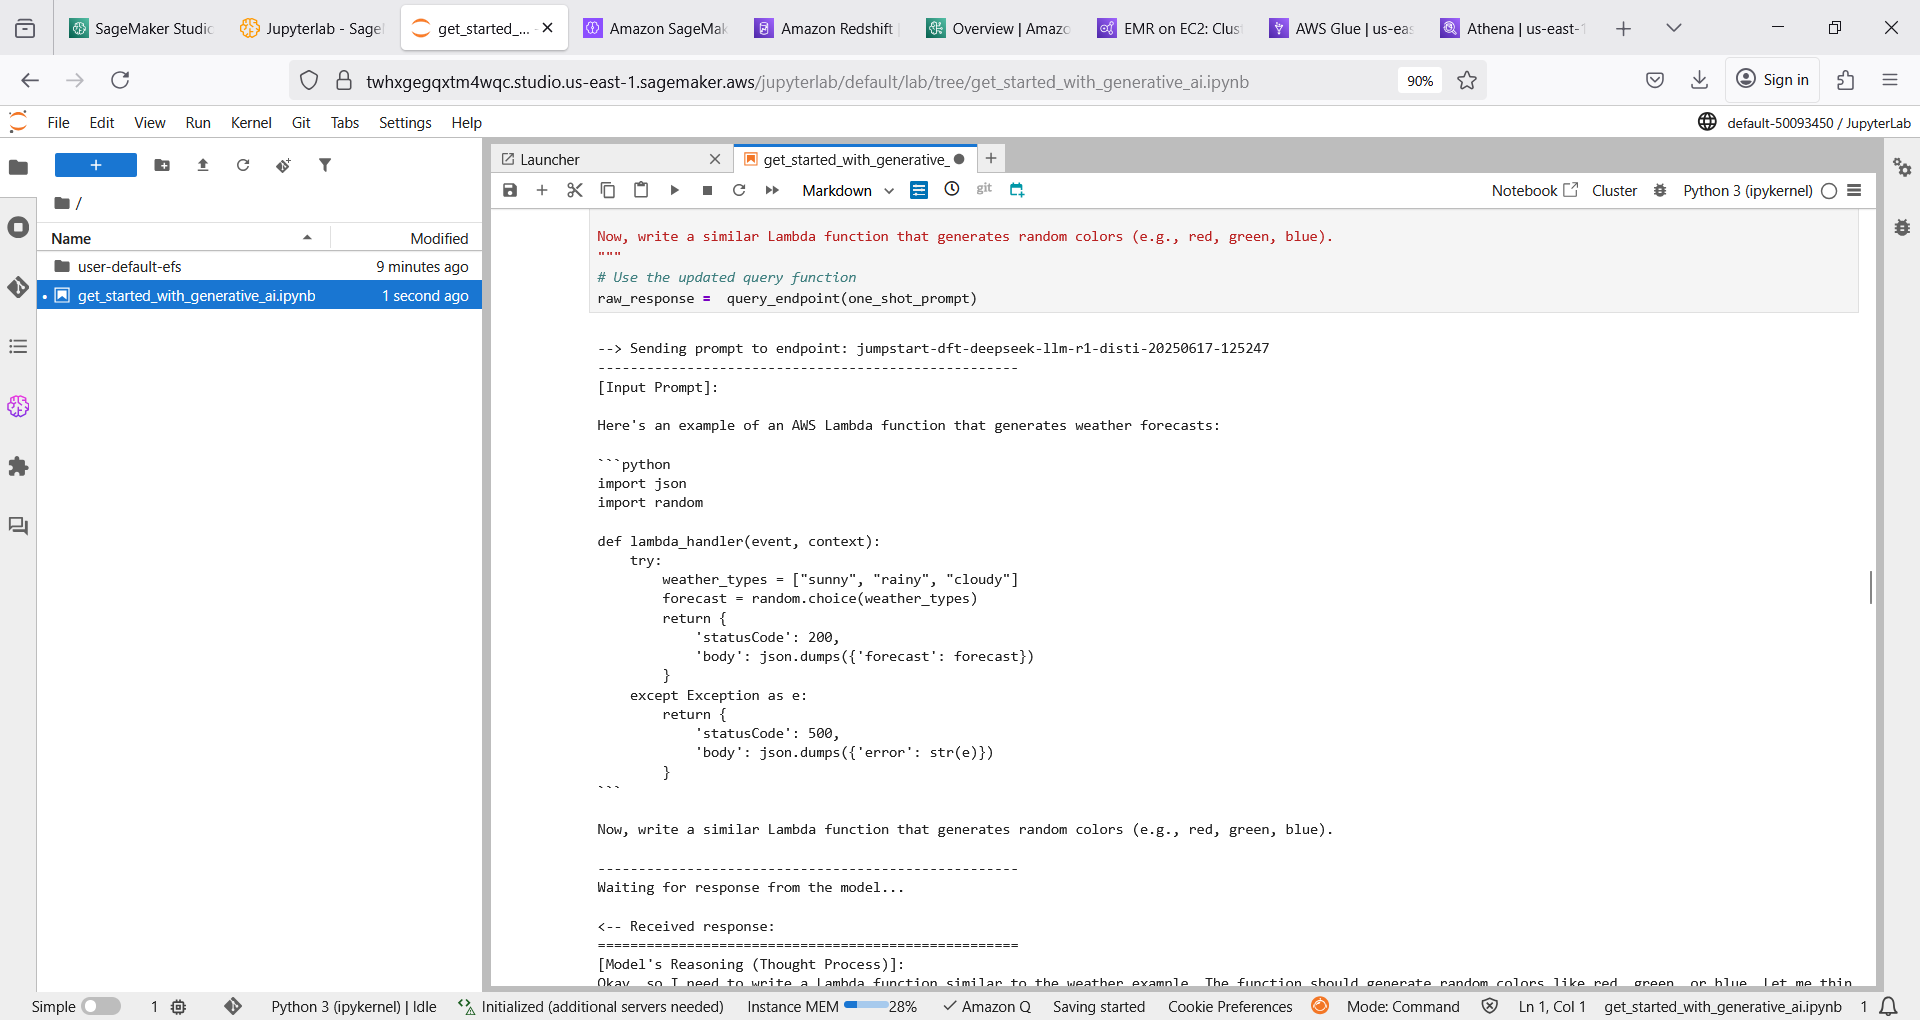 SageMaker Studio
Jupyterlab - Sagel
get_started_...
Amazon SageMak
Amazon Redshift
Overview | Amazo
EMR on EC2: Clust
AWS Glue | us-eas
Athena | us-east-1
twhxgegqxtm4wqc.studio.us-east-1.sagemaker.aws/jupyterlab/default/lab/tree/get_started_with_generative_ai.ipynb
90%
Sign in
File Edit View Run Kernel Git Tabs Settings Help
default-50093450 / JupyterLab
/
Name Modified
user-default-efs 9 minutes ago
get_started_with_generative_ai.ipynb 1 second ago
Launcher
get_started_with_generative_
Markdown
git
Notebook
Cluster
Python 3 (ipykernel)
Now, write a similar Lambda function that generates random colors (e.g., red, green, blue).
"""
# Use the updated query function
raw_response =  query_endpoint(one_shot_prompt)
--> Sending prompt to endpoint: jumpstart-dft-deepseek-llm-r1-disti-20250617-125247
----------------------------------------------------
[Input Prompt]:
Here's an example of an AWS Lambda function that generates weather forecasts:
```python
import json
import random
def lambda_handler(event, context):
    try:
        weather_types = ["sunny", "rainy", "cloudy"]
        forecast = random.choice(weather_types)
        return {
            'statusCode': 200,
            'body': json.dumps({'forecast': forecast})
        }
    except Exception as e:
        return {
            'statusCode': 500,
            'body': json.dumps({'error': str(e)})
        }
```
Now, write a similar Lambda function that generates random colors (e.g., red, green, blue).
----------------------------------------------------
Waiting for response from the model...
<-- Received response:
====================================================
[Model's Reasoning (Thought Process)]:
Okay, so I need to write a Lambda function similar to the weather example. The function should generate random colors like red, green, or blue. Let me thin
Simple
1
Python 3 (ipykernel) | Idle
Initialized (additional servers needed)
Instance MEM 28%
Amazon Q
Saving started
Cookie Preferences
Mode: Command
Ln 1, Col 1
get_started_with_generative_ai.ipynb
1